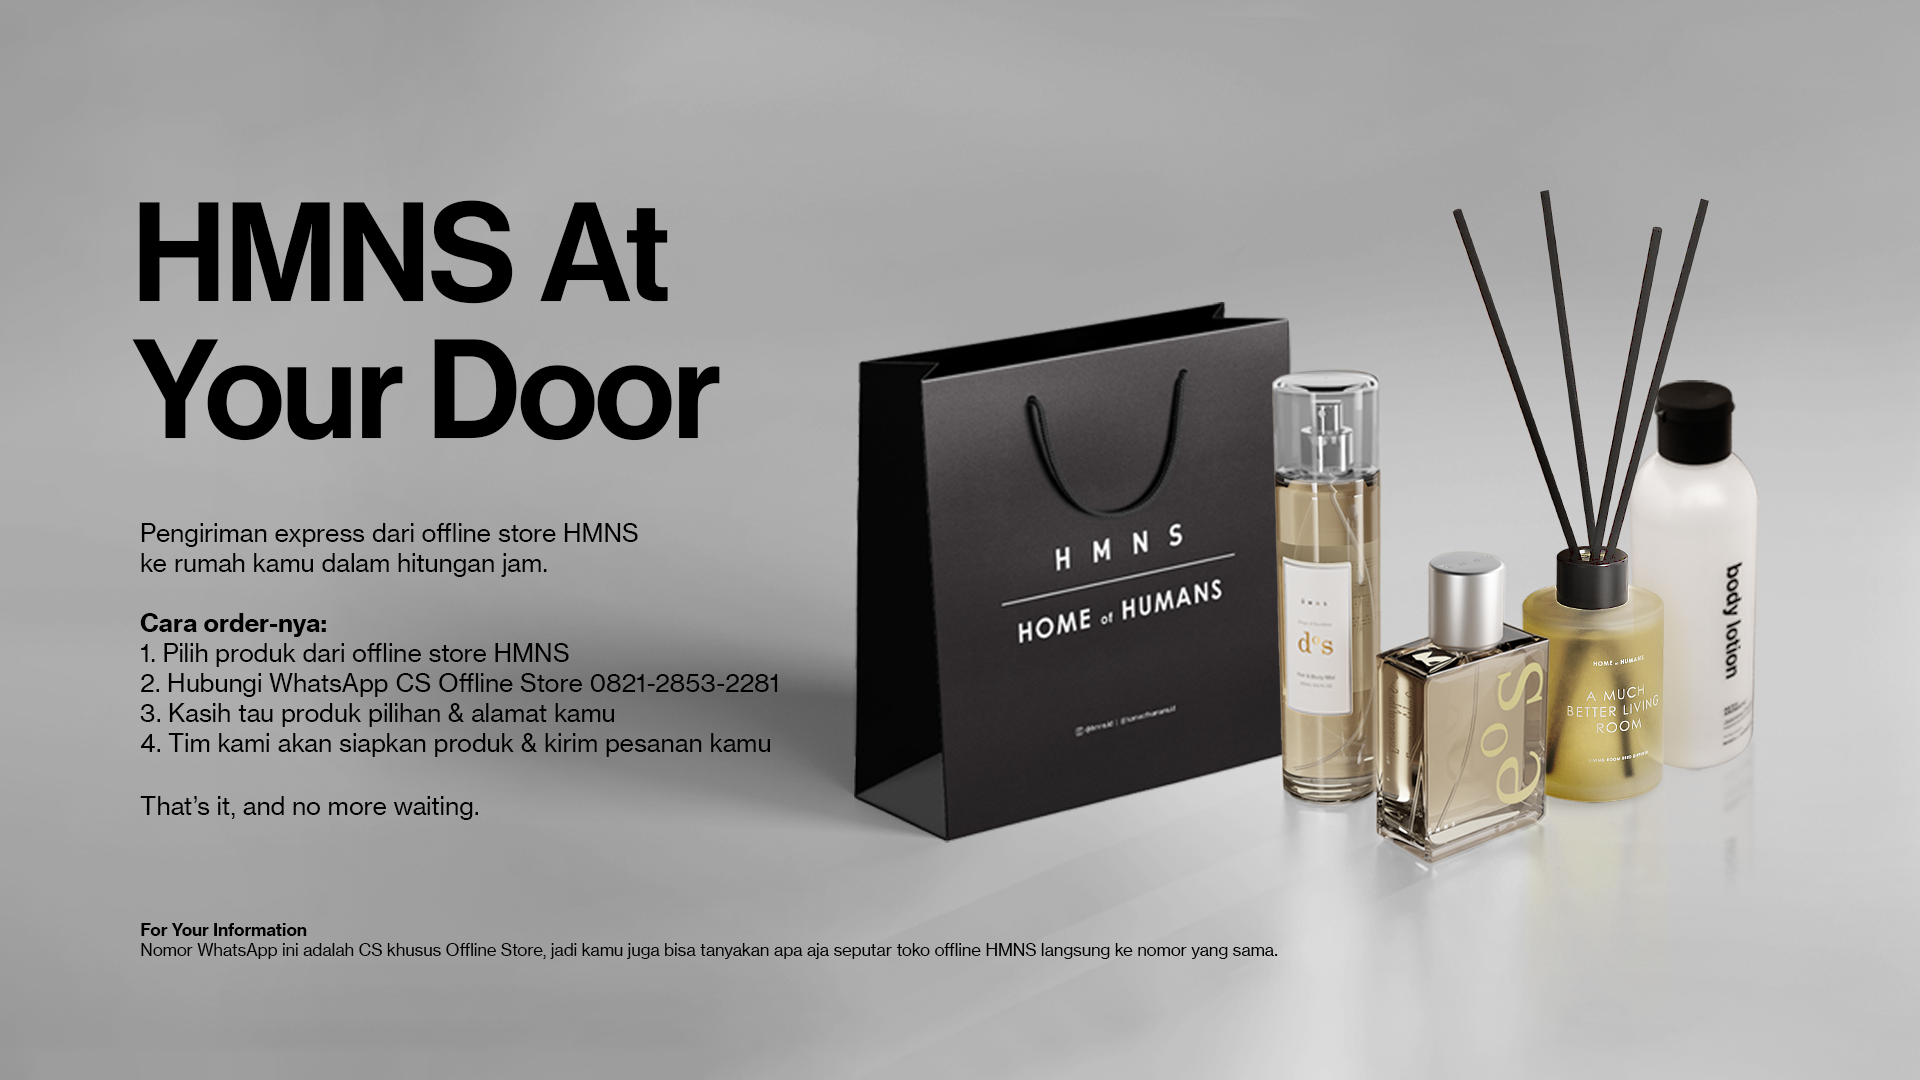 HMNS At
Your Door
Pengiriman express dari offline store HMNS
ke rumah kamu dalam hitungan jam.
Cara order-nya:
1. Pilih produk dari offline store HMNS
2. Hubungi WhatsApp CS Offline Store 0821-2853-2281
3. Kasih tau produk pilihan & alamat kamu
4. Tim kami akan siapkan produk & kirim pesanan kamu
That's it, and no more waiting.
For Your Information
Nomor WhatsApp ini adalah CS khusus Offline Store, jadi kamu juga bisa tanyakan apa aja seputar toko offline HMNS langsung ke nomor yang sama.
HMNS
HOME of HUMANS
HMNS
dos
eos
HOME of HUMANS
A MUCH
BETTER LIVING
ROOM
body lotion